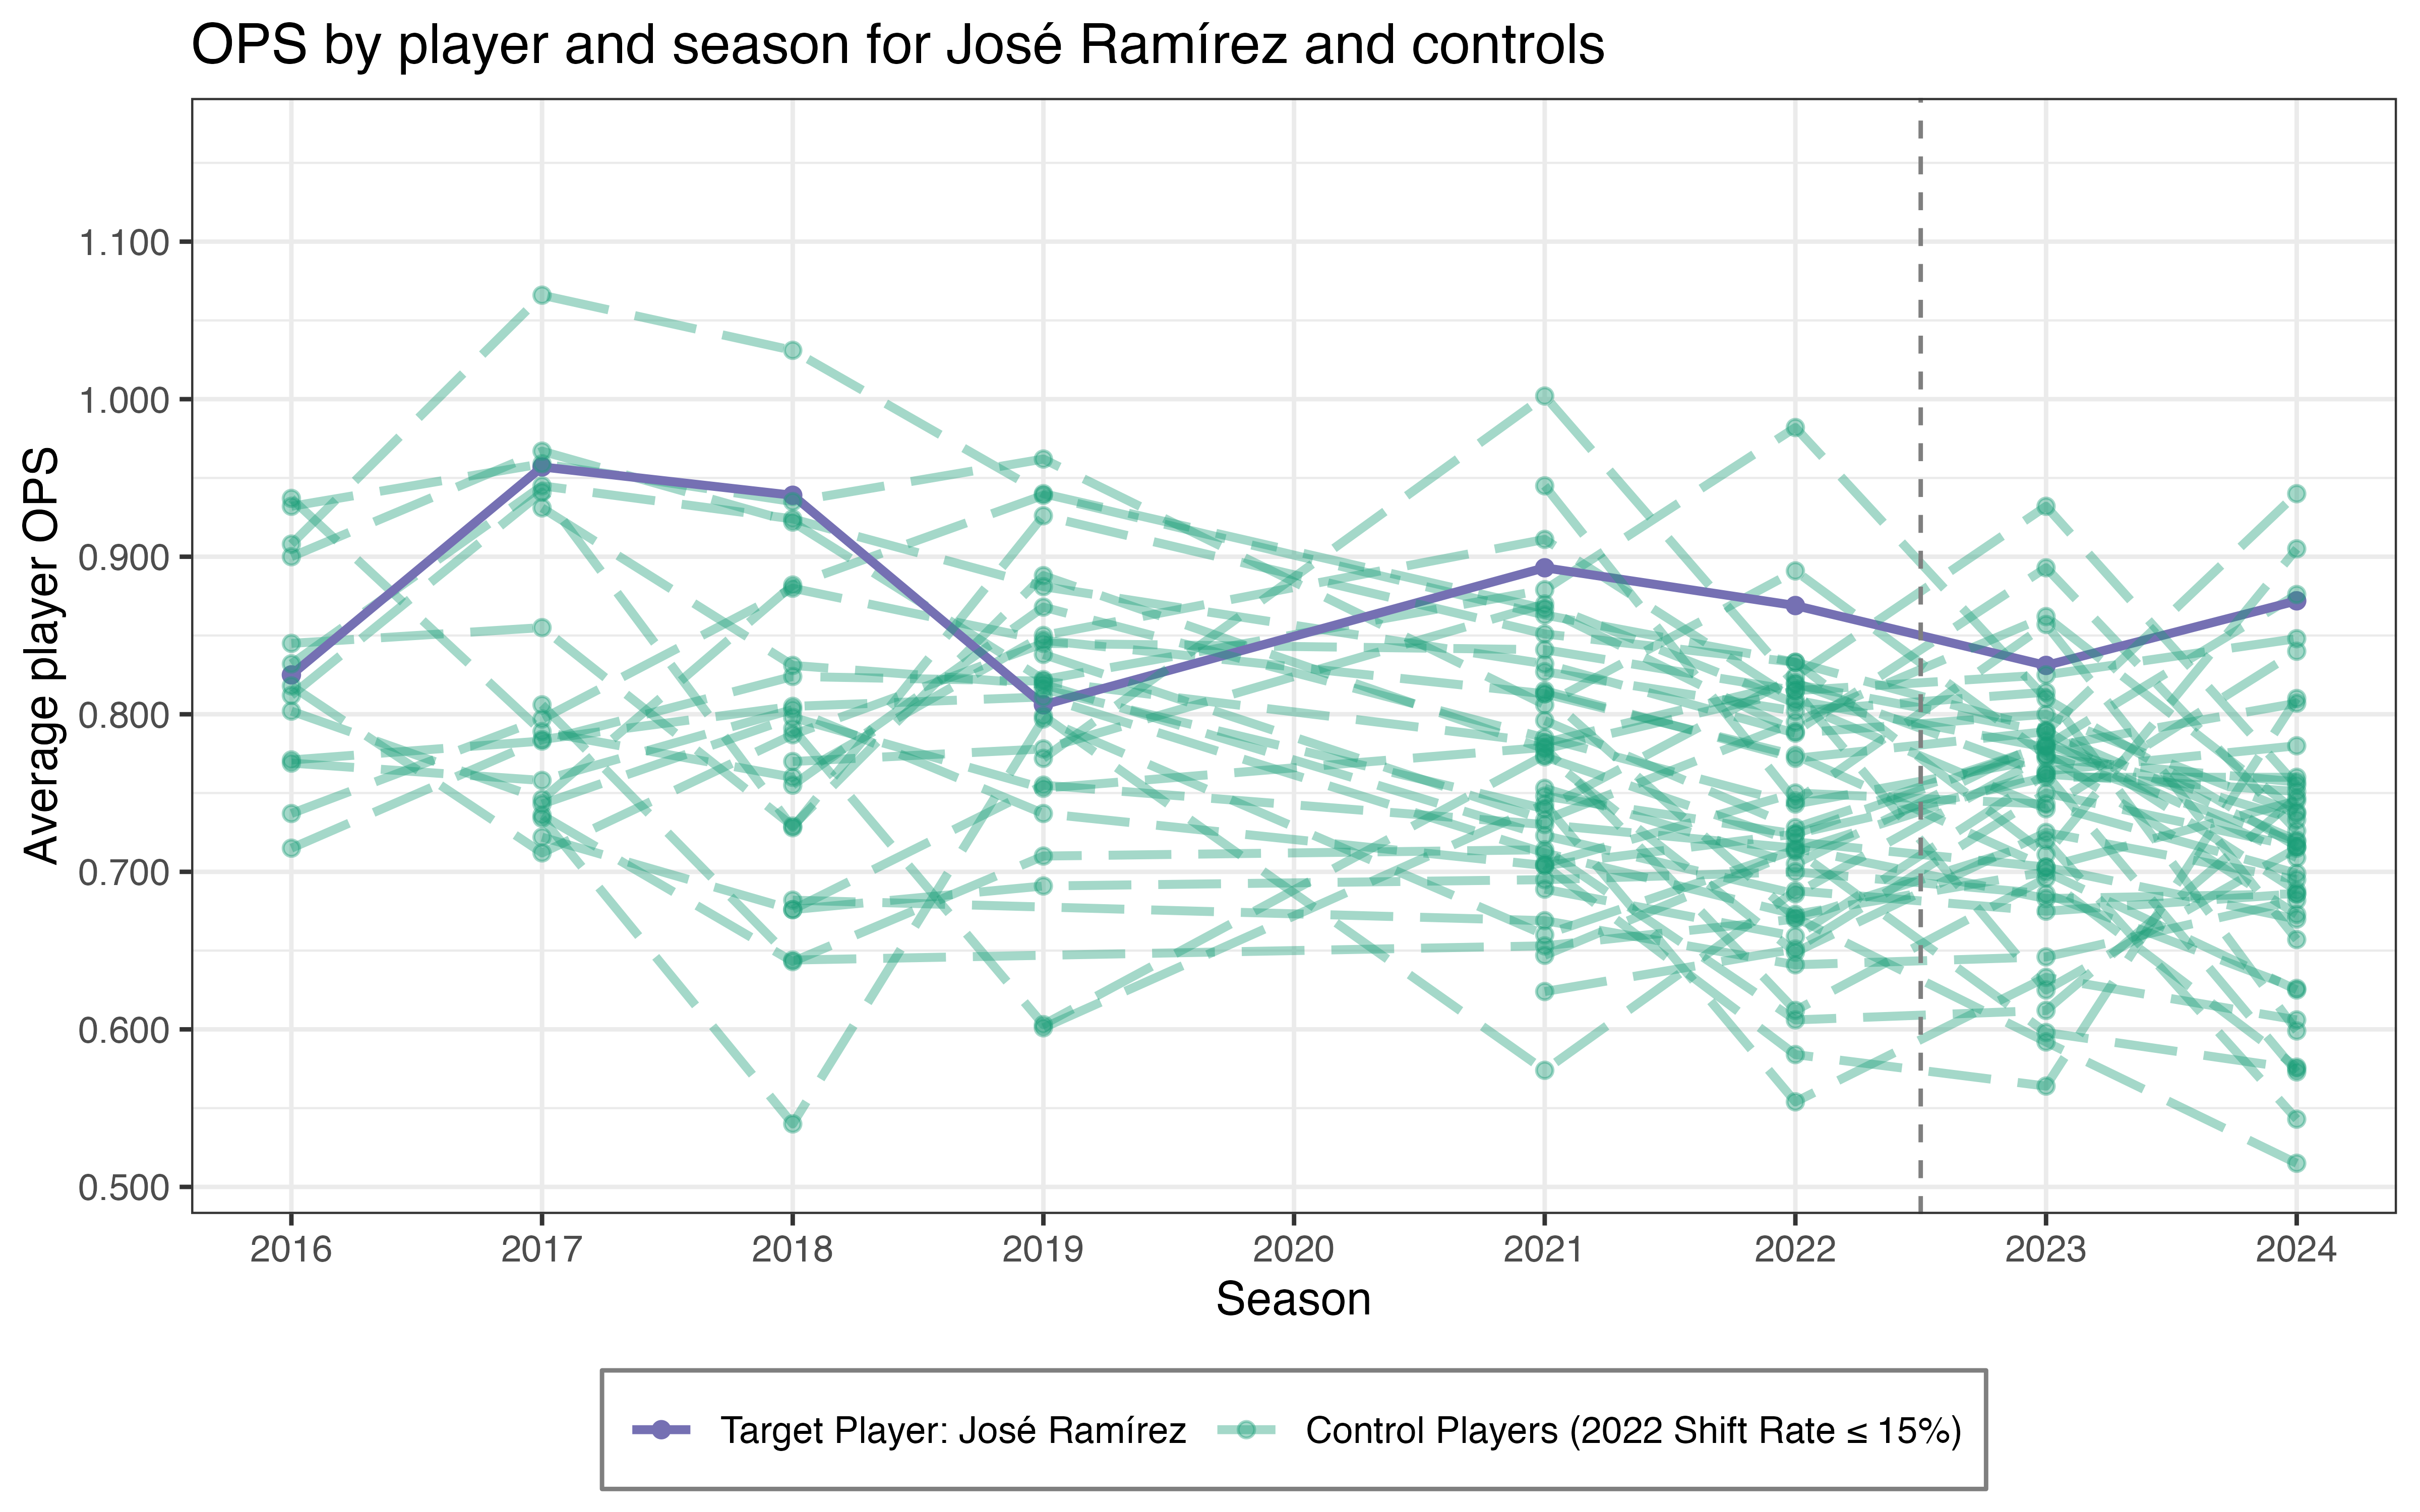 OPS by player and season for José Ramírez and controls
Average player OPS
1.100
1.000
0.900
0.800
0.700
0.600
0.500
2016 2017 2018 2019 2020 2021 2022 2023 2024
Season
Target Player: José Ramírez Control Players (2022 Shift Rate ≤ 15%)